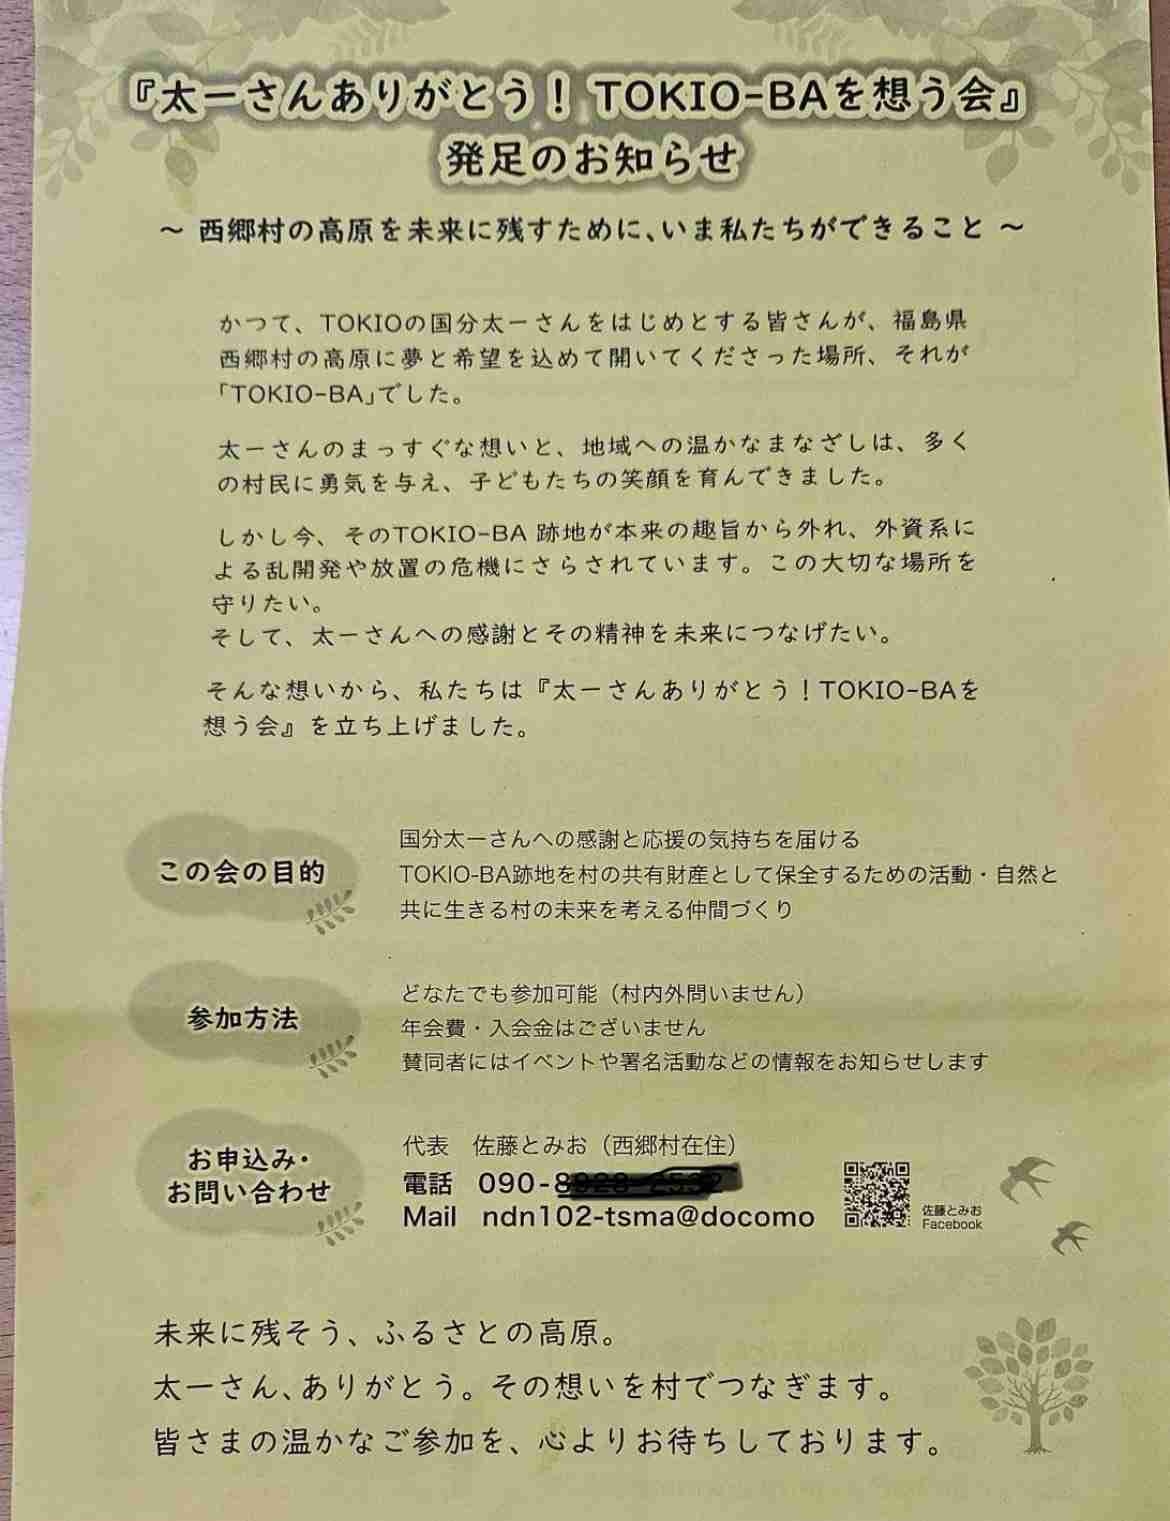 『太一さんありがとう！ TOKIO-BAを想う会』
発足のお知らせ
〜 西郷村の高原を未来に残すために、いま私たちができること 〜
かつて、TOKIOの国分太一さんをはじめとする皆さんが、福島県
西郷村の高原に夢と希望を込めて開いてくださった場所、それが
「TOKIO-BA」でした。
太一さんのまっすぐな想いと、地域への温かなまなざしは、多く
の村民に勇気を与え、子どもたちの笑顔を育んできました。
しかし今、そのTOKIO-BA 跡地が本来の趣旨から外れ、外資系に
よる乱開発や放置の危機にさらされています。この大切な場所を
守りたい。
そして、太一さんへの感謝とその精神を未来につなげたい。
そんな想いから、私たちは『太一さんありがとう！TOKIO-BAを
想う会』を立ち上げました。
この会の目的
国分太一さんへの感謝と応援の気持ちを届ける
TOKIO-BA跡地を村の共有財産として保全するための活動・自然と
共に生きる村の未来を考える仲間づくり
参加方法
どなたでも参加可能（村内外問いません）
年会費・入会金はございません
賛同者にはイベントや署名活動などの情報をお知らせします
お申込み・
お問い合わせ
代表　佐藤とみお（西郷村在住）
電話　090-
Mail　ndn102-tsma@docomo
佐藤とみお
Facebook
未来に残そう、ふるさとの高原。
太一さん、ありがとう。その想いを村でつなぎます。
皆さまの温かなご参加を、心よりお待ちしております。